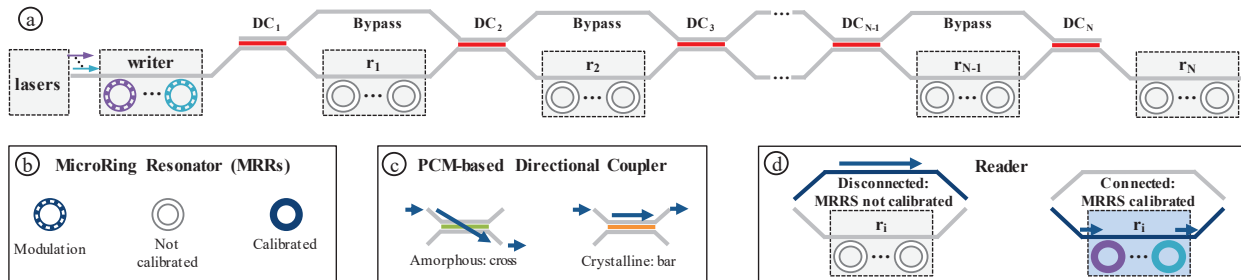 a
DC1
Bypass
DC2
Bypass
DC3
...
DCN-1
Bypass
DCN
lasers
writer
r1
r2
...
rN-1
rN
...
...
...
...
...
b
MicroRing Resonator (MRRs)
Modulation
Not
calibrated
Calibrated
c
PCM-based Directional Coupler
Amorphous: cross
Crystalline: bar
d
Reader
Disconnected:
MRRS not calibrated
ri
...
Connected:
MRRS calibrated
ri
...